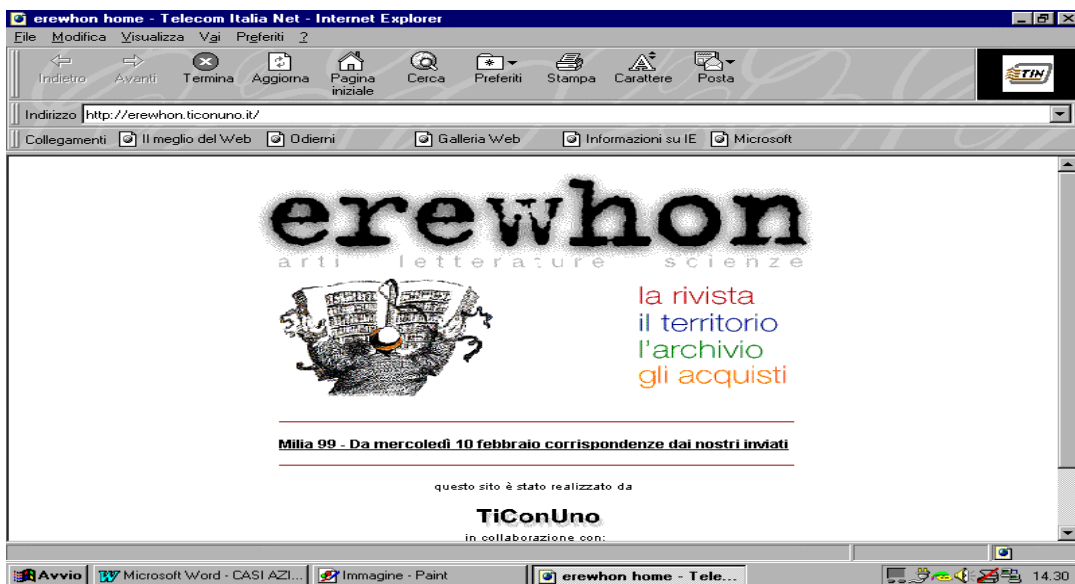 erewhon home - Telecom Italia Net - Internet Explorer
File Modifica Visualizza Vai Preferiti ?
Indietro Avanti Termina Aggiorna Pagina iniziale Cerca Preferiti Stampa Carattere Posta
TIN
Indirizzo http://erewhon.ticonuno.it/
Collegamenti Il meglio del Web Odierni Galleria Web Informazioni su IE Microsoft
erewhon
arti letterature scienze
la rivista
il territorio
l'archivio
gli acquisti
Milia 99 - Da mercoledì 10 febbraio corrispondenze dai nostri inviati
questo sito è stato realizzato da
TiConUno
in collaborazione con:
Avvio Microsoft Word - CASI AZI... Immagine - Paint erewhon home - Tele... 14.30